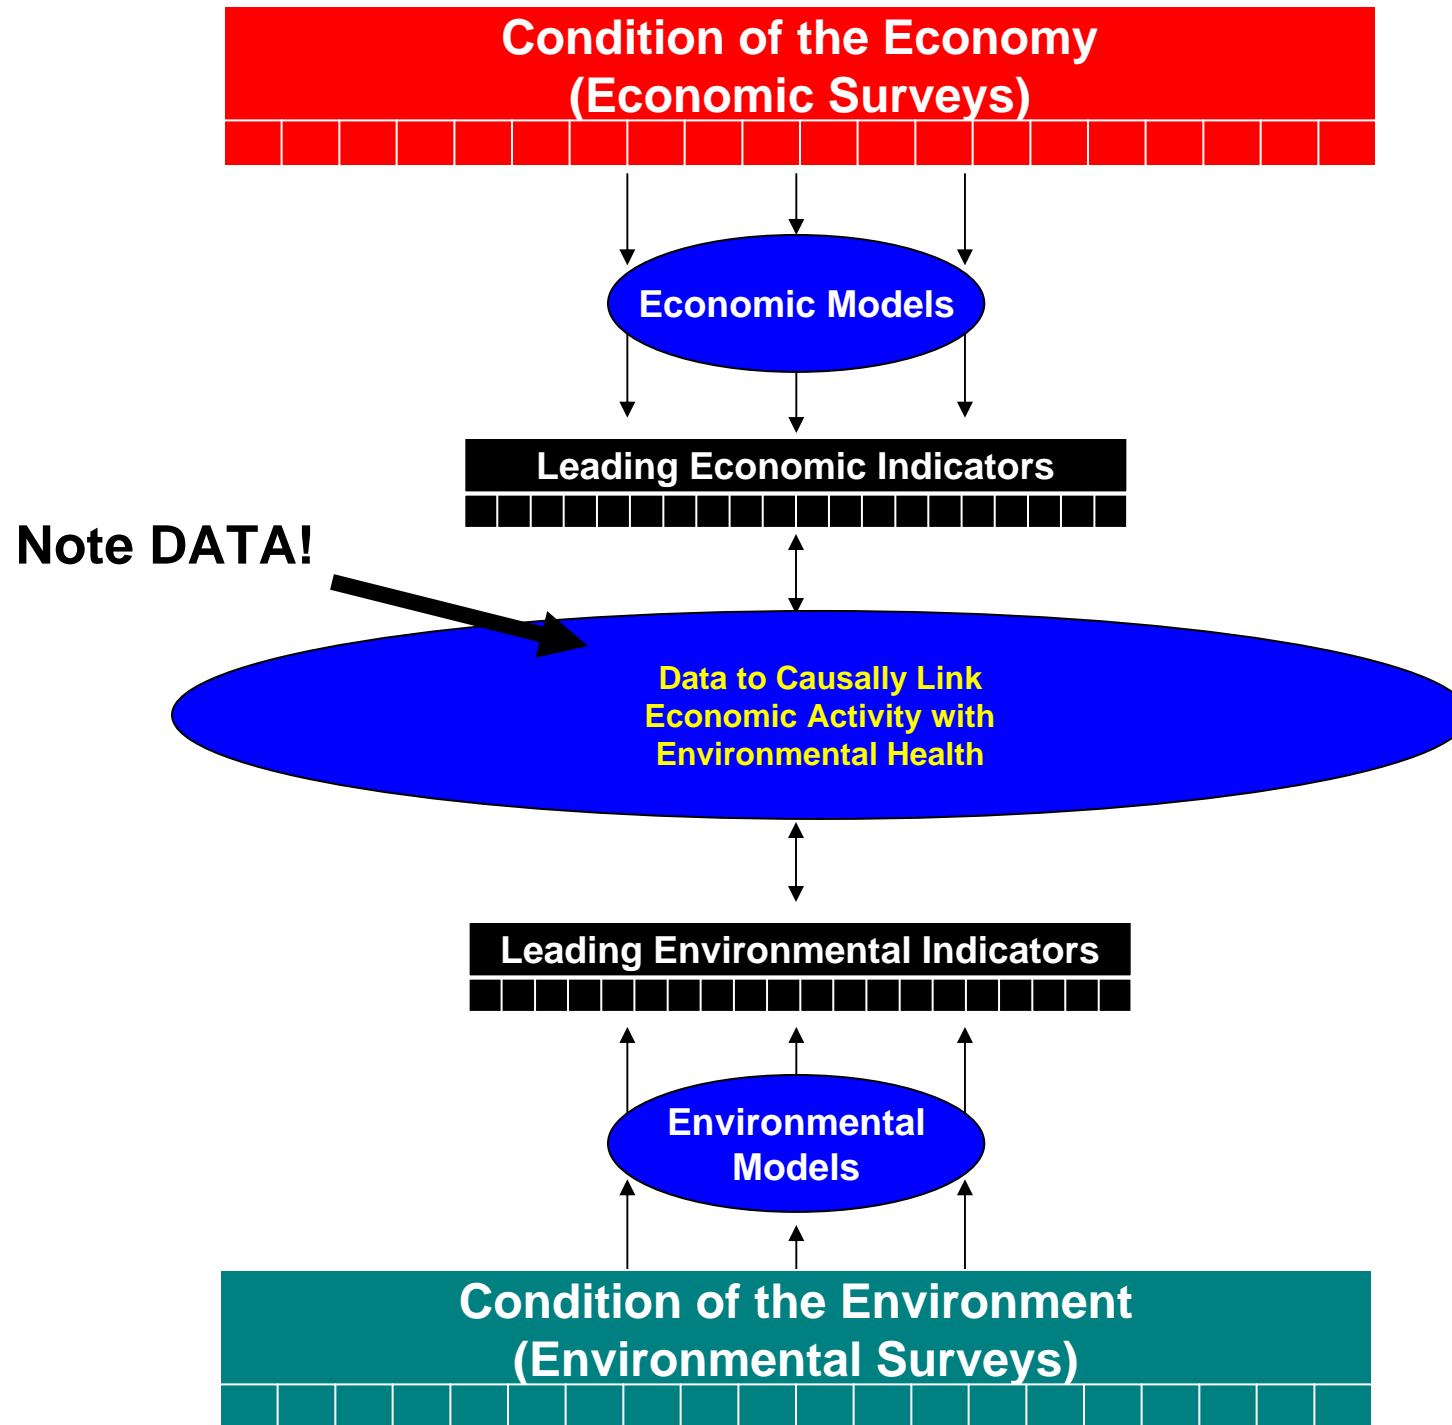 Condition of the Economy
(Economic Surveys)
Economic Models
Leading Economic Indicators
Note DATA!
Data to Causally Link
Economic Activity with
Environmental Health
Leading Environmental Indicators
Environmental
Models
Condition of the Environment
(Environmental Surveys)